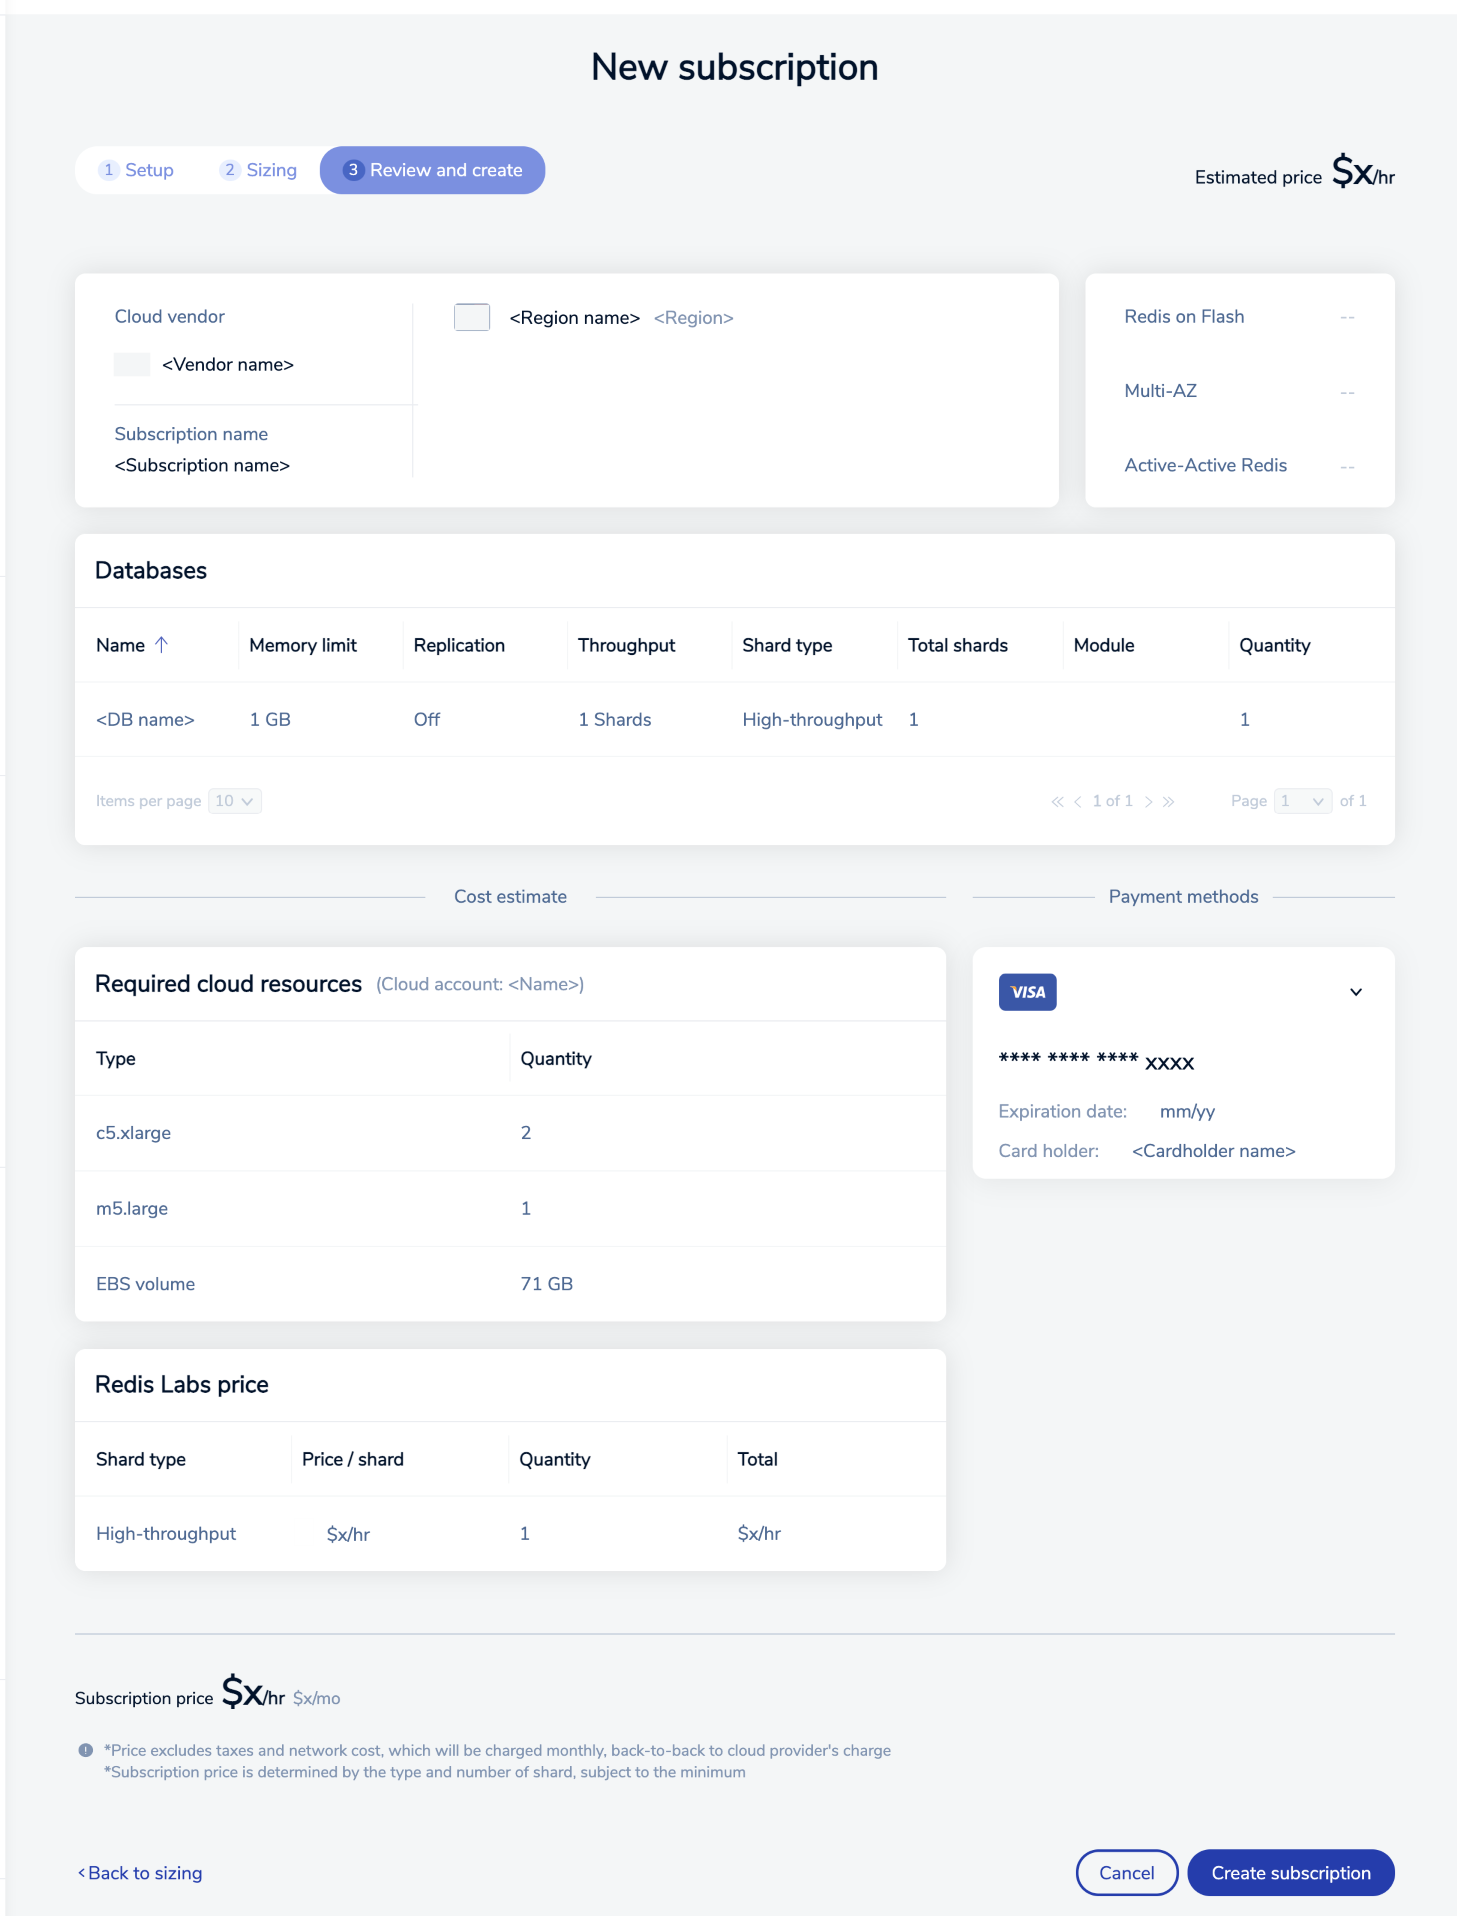 New subscription
1 Setup 2 Sizing 3 Review and create
Estimated price $x/hr
Cloud vendor
<Vendor name>
Subscription name
<Subscription name>
<Region name> <Region>
Redis on Flash --
Multi-AZ --
Active-Active Redis --
Databases
Name ↑ Memory limit Replication Throughput Shard type Total shards Module Quantity
<DB name> 1 GB Off 1 Shards High-throughput 1 1
Items per page 10 « < 1 of 1 > » Page 1 of 1
Cost estimate
Required cloud resources (Cloud account: <Name>)
Type Quantity
c5.xlarge 2
m5.large 1
EBS volume 71 GB
Redis Labs price
Shard type Price / shard Quantity Total
High-throughput $x/hr 1 $x/hr
Payment methods
VISA
**** **** **** xxxx
Expiration date: mm/yy
Card holder: <Cardholder name>
Subscription price $x/hr $x/mo
! *Price excludes taxes and network cost, which will be charged monthly, back-to-back to cloud provider's charge
*Subscription price is determined by the type and number of shard, subject to the minimum
< Back to sizing
Cancel Create subscription